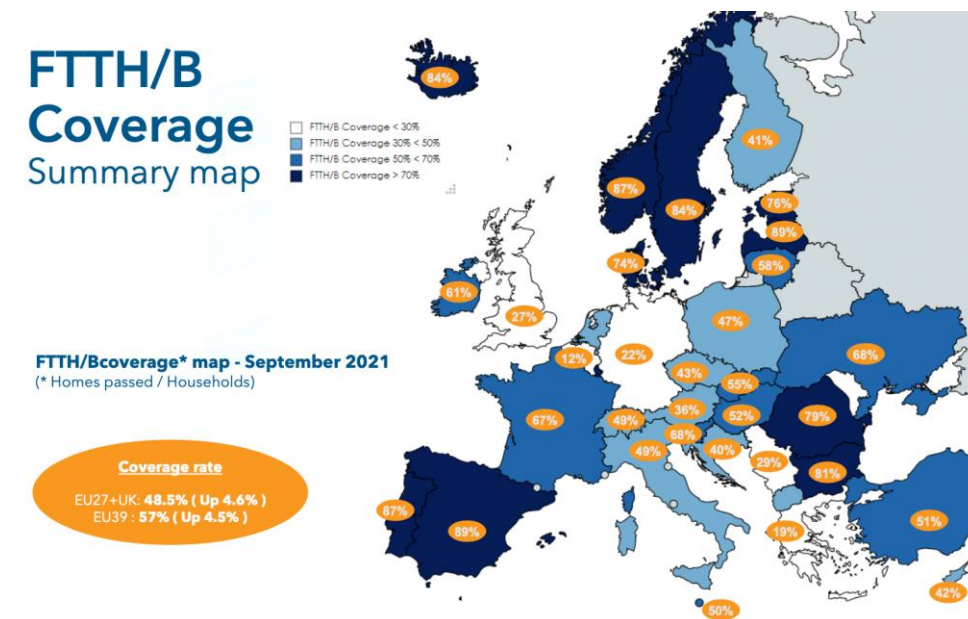 FTTH/B
Coverage
Summary map
FTTH/B Coverage < 30%
FTTH/B Coverage 30% < 50%
FTTH/B Coverage 50% < 70%
FTTH/B Coverage > 70%
84%
41%
87%
84%
76%
89%
74%
58%
61%
27%
47%
12%
22%
43%
68%
55%
67%
49%
36%
52%
79%
68%
49%
40%
29%
81%
87%
89%
19%
51%
42%
50%
FTTH/Bcoverage* map - September 2021
(* Homes passed / Households)
Coverage rate
EU27+UK: 48.5% ( Up 4.6% )
EU39 : 57% ( Up 4.5% )